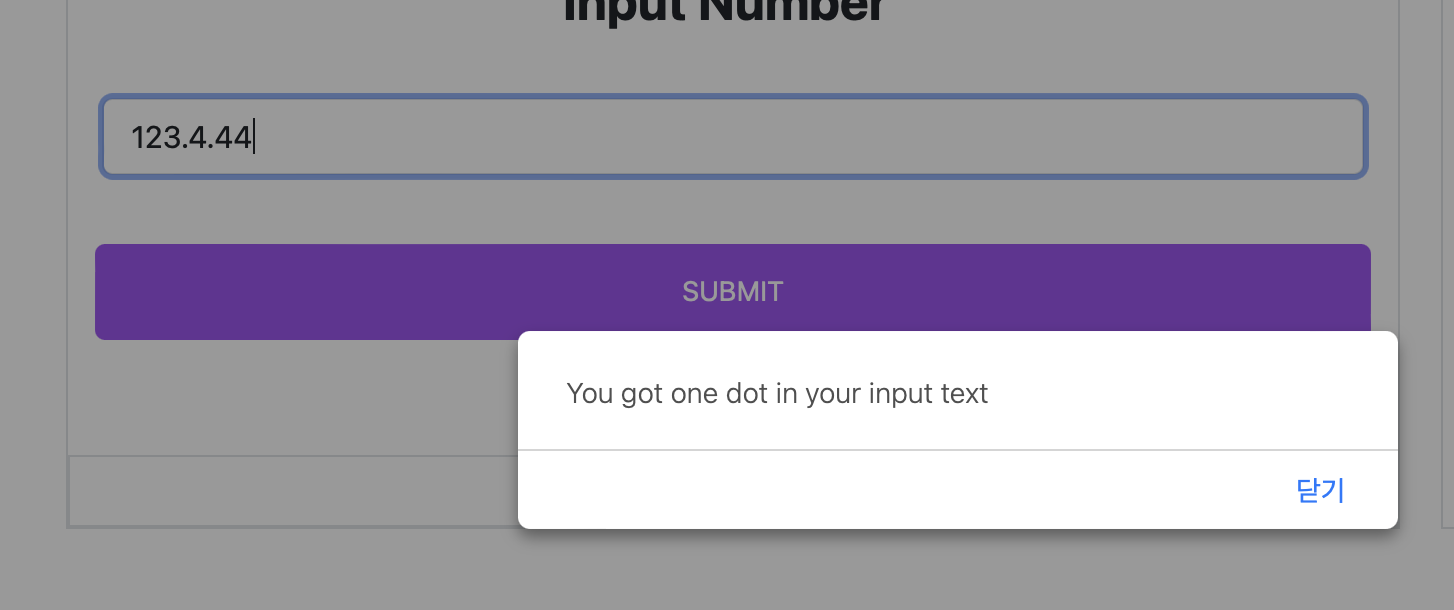 Input Number
123.4.44
SUBMIT
You got one dot in your input text
닫기